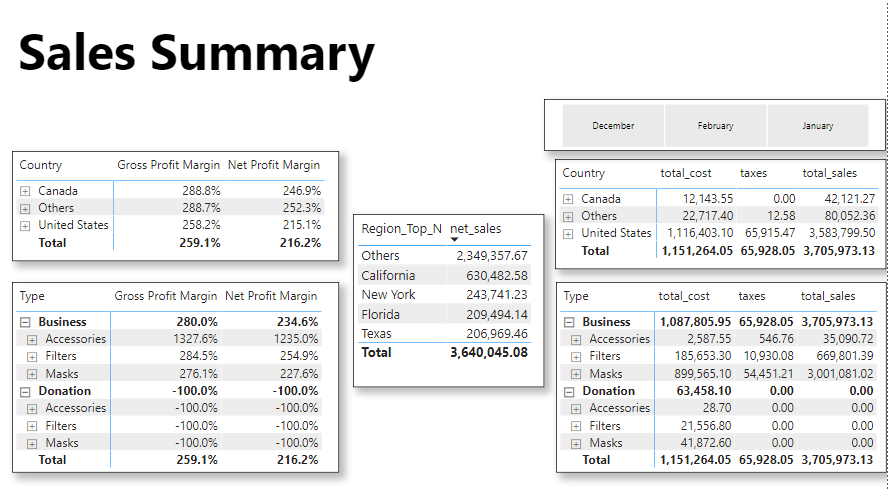 Sales Summary
December February January
Country Gross Profit Margin Net Profit Margin
Canada 288.8% 246.9%
Others 288.7% 252.3%
United States 258.2% 215.1%
Total 259.1% 216.2%
Country total_cost taxes total_sales
Canada 12,143.55 0.00 42,121.27
Others 22,717.40 12.58 80,052.36
United States 1,116,403.10 65,915.47 3,583,799.50
Total 1,151,264.05 65,928.05 3,705,973.13
Region_Top_N net_sales
Others 2,349,357.67
California 630,482.58
New York 243,741.23
Florida 209,494.14
Texas 206,969.46
Total 3,640,045.08
Type Gross Profit Margin Net Profit Margin
Business 280.0% 234.6%
Accessories 1327.6% 1235.0%
Filters 284.5% 254.9%
Masks 276.1% 227.6%
Donation -100.0% -100.0%
Accessories -100.0% -100.0%
Filters -100.0% -100.0%
Masks -100.0% -100.0%
Total 259.1% 216.2%
Type total_cost taxes total_sales
Business 1,087,805.95 65,928.05 3,705,973.13
Accessories 2,587.55 546.76 35,090.72
Filters 185,653.30 10,930.08 669,801.39
Masks 899,565.10 54,451.21 3,001,081.02
Donation 63,458.10 0.00 0.00
Accessories 28.70 0.00 0.00
Filters 21,556.80 0.00 0.00
Masks 41,872.60 0.00 0.00
Total 1,151,264.05 65,928.05 3,705,973.13